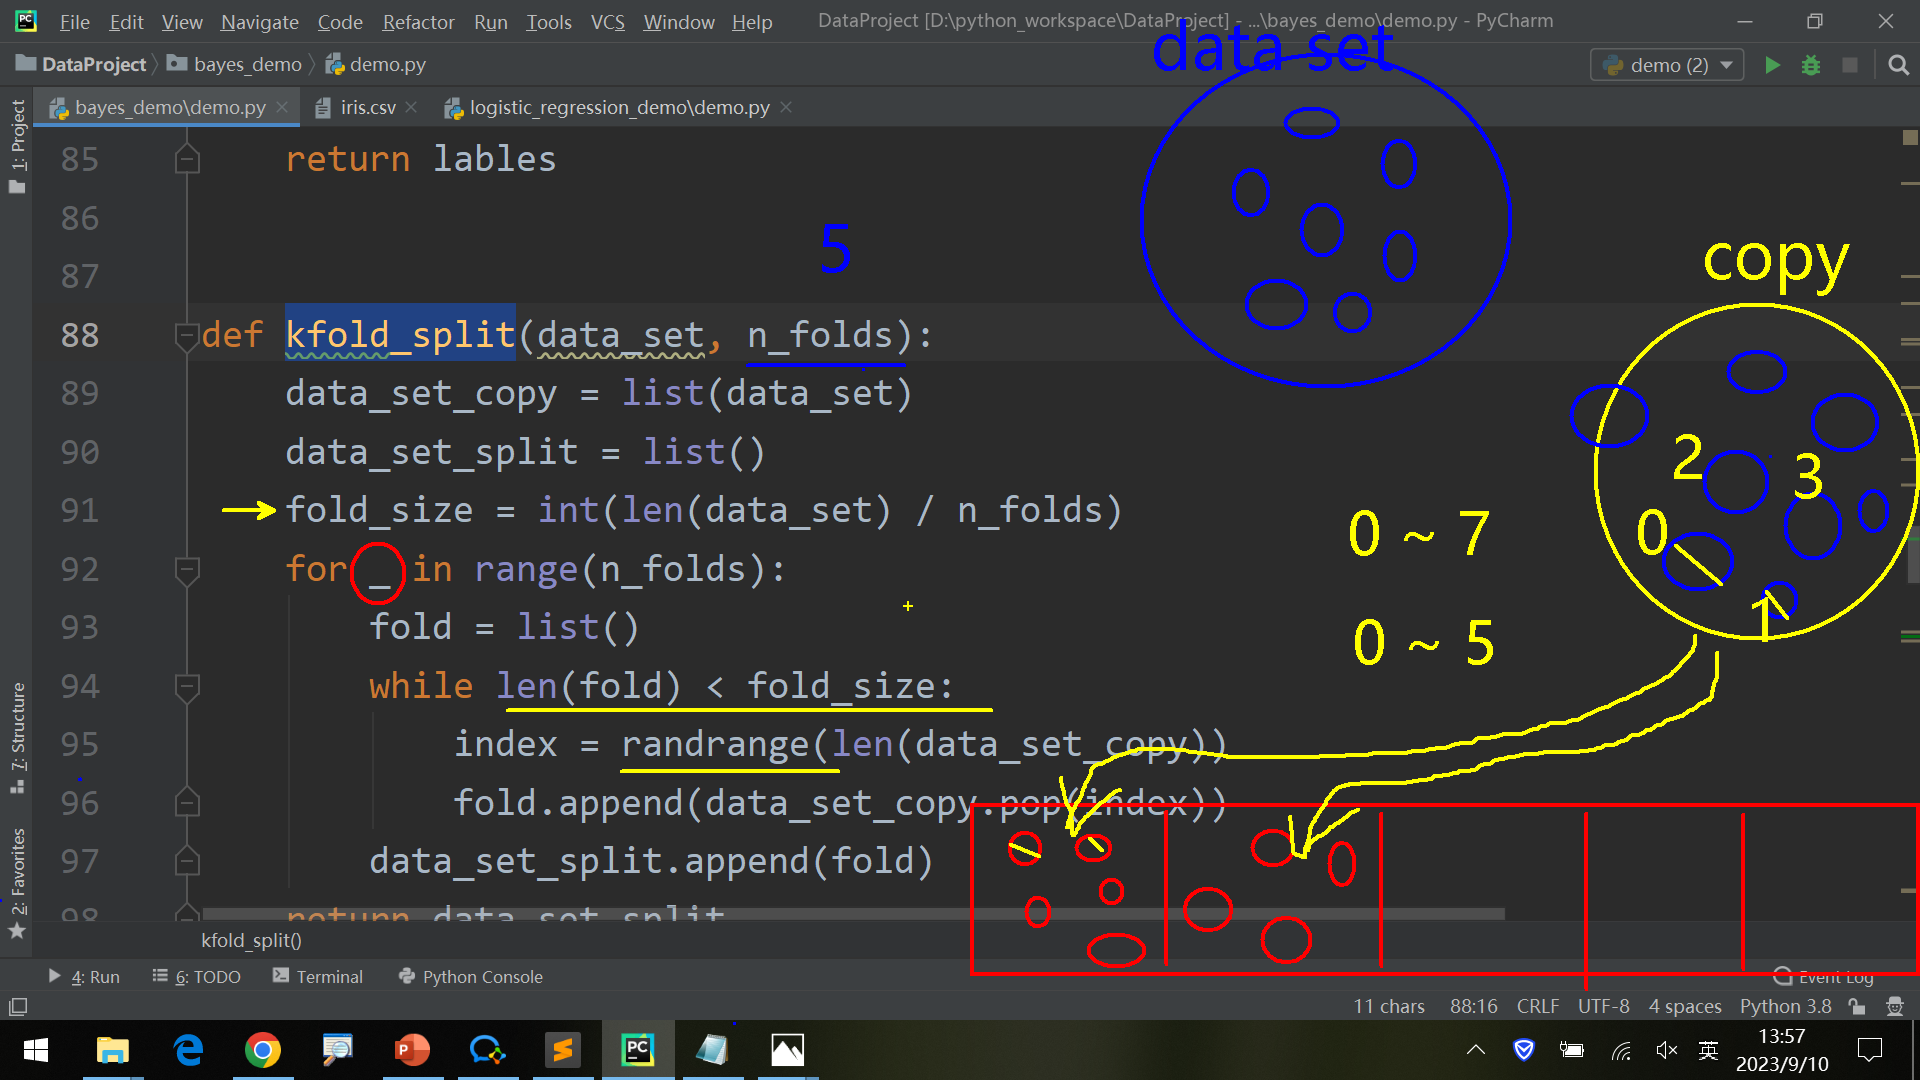 File Edit View Navigate Code Refactor Run Tools VCS Window Help DataProject [D:\python_workspace\DataProject] - ...\bayes_demo\demo.py - PyCharm
data set
DataProject bayes_demo demo.py demo (2)
bayes_demo\demo.py iris.csv logistic_regression_demo\demo.py
1: Project
85 return lables
86
5
87
copy
88 def kfold_split(data_set, n_folds):
89 data_set_copy = list(data_set)
90 data_set_split = list()
2 3
91 fold_size = int(len(data_set) / n_folds)
0 ~ 7
0
92 for _ in range(n_folds):
1
93 fold = list()
0 ~ 5
94 while len(fold) < fold_size:
7: Structure
95 index = randrange(len(data_set_copy))
96 fold.append(data_set_copy.pop(index))
97 data_set_split.append(fold)
2: Favorites
98 return data_set_split
kfold_split()
4: Run 6: TODO Terminal Python Console Event Log
11 chars 88:16 CRLF UTF-8 4 spaces Python 3.8
英
13:57
2023/9/10